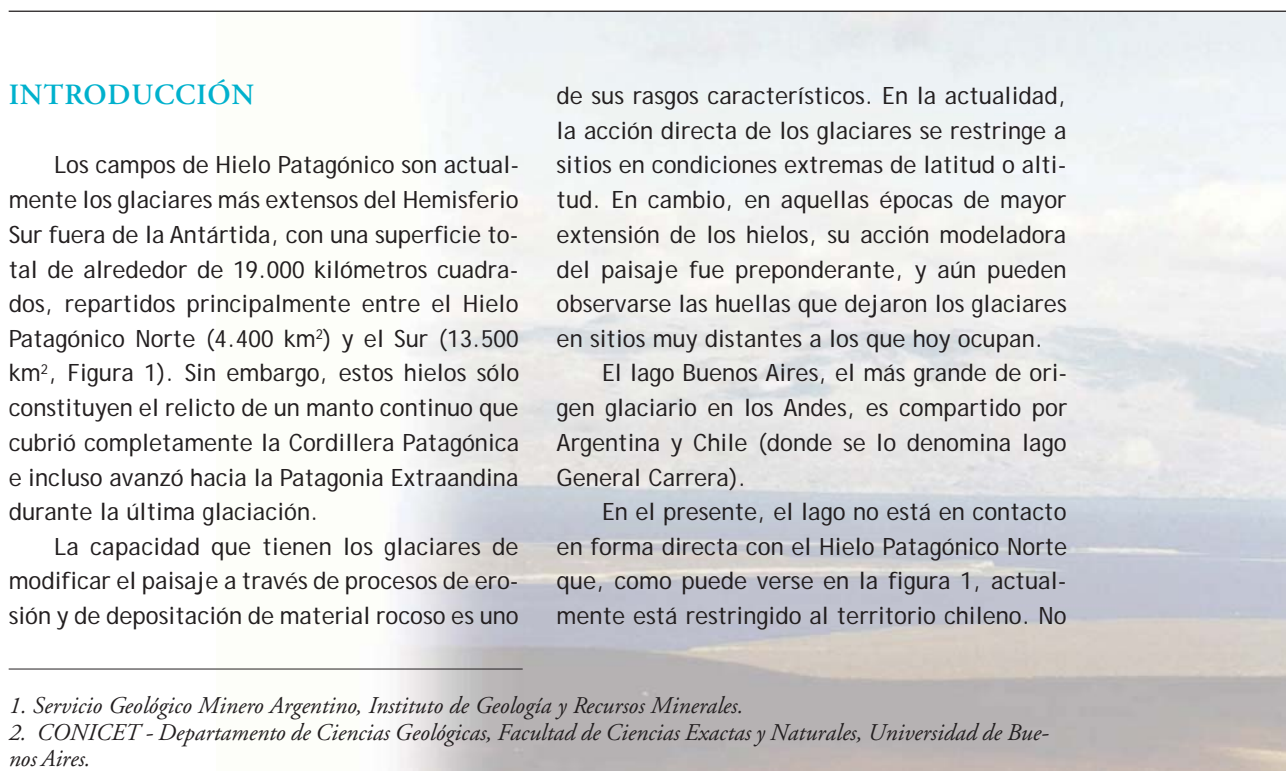 INTRODUCCIÓN
Los campos de Hielo Patagónico son actual-
mente los glaciares más extensos del Hemisferio
Sur fuera de la Antártida, con una superficie to-
tal de alrededor de 19.000 kilómetros cuadra-
dos, repartidos principalmente entre el Hielo
Patagónico Norte (4.400 km²) y el Sur (13.500
km², Figura 1). Sin embargo, estos hielos sólo
constituyen el relicto de un manto continuo que
cubrió completamente la Cordillera Patagónica
e incluso avanzó hacia la Patagonia Extraandina
durante la última glaciación.
La capacidad que tienen los glaciares de
modificar el paisaje a través de procesos de ero-
sión y de depositación de material rocoso es uno
de sus rasgos característicos. En la actualidad,
la acción directa de los glaciares se restringe a
sitios en condiciones extremas de latitud o alti-
tud. En cambio, en aquellas épocas de mayor
extensión de los hielos, su acción modeladora
del paisaje fue preponderante, y aún pueden
observarse las huellas que dejaron los glaciares
en sitios muy distantes a los que hoy ocupan.
El lago Buenos Aires, el más grande de ori-
gen glaciario en los Andes, es compartido por
Argentina y Chile (donde se lo denomina lago
General Carrera).
En el presente, el lago no está en contacto
en forma directa con el Hielo Patagónico Norte
que, como puede verse en la figura 1, actual-
mente está restringido al territorio chileno. No
1. Servicio Geológico Minero Argentino, Instituto de Geología y Recursos Minerales.
2. CONICET - Departamento de Ciencias Geológicas, Facultad de Ciencias Exactas y Naturales, Universidad de Bue-
nos Aires.